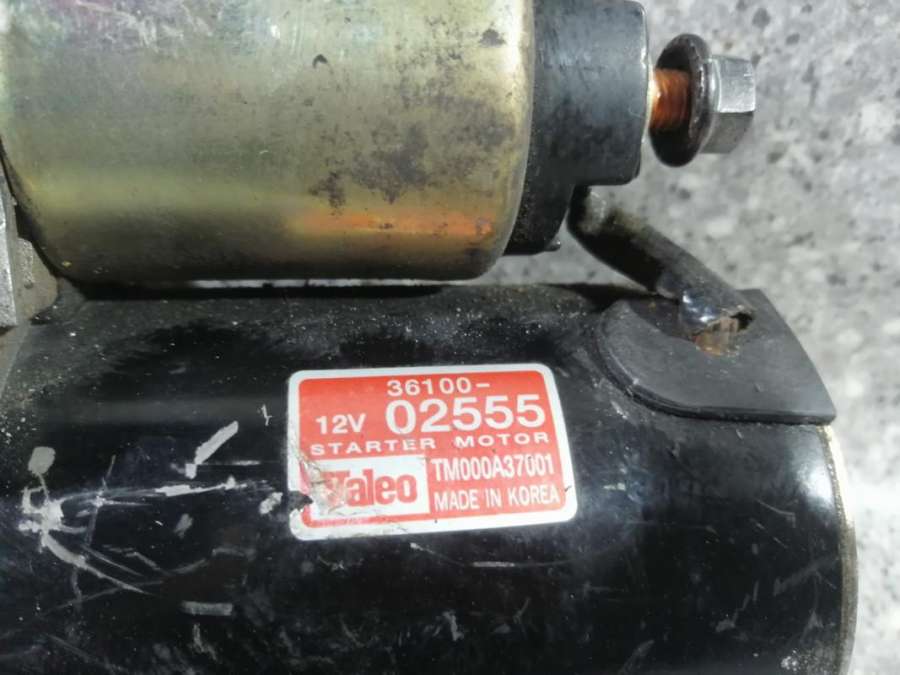 36100-
12V 02555
STARTER MOTOR
Valeo TM000A37001
MADE IN KOREA